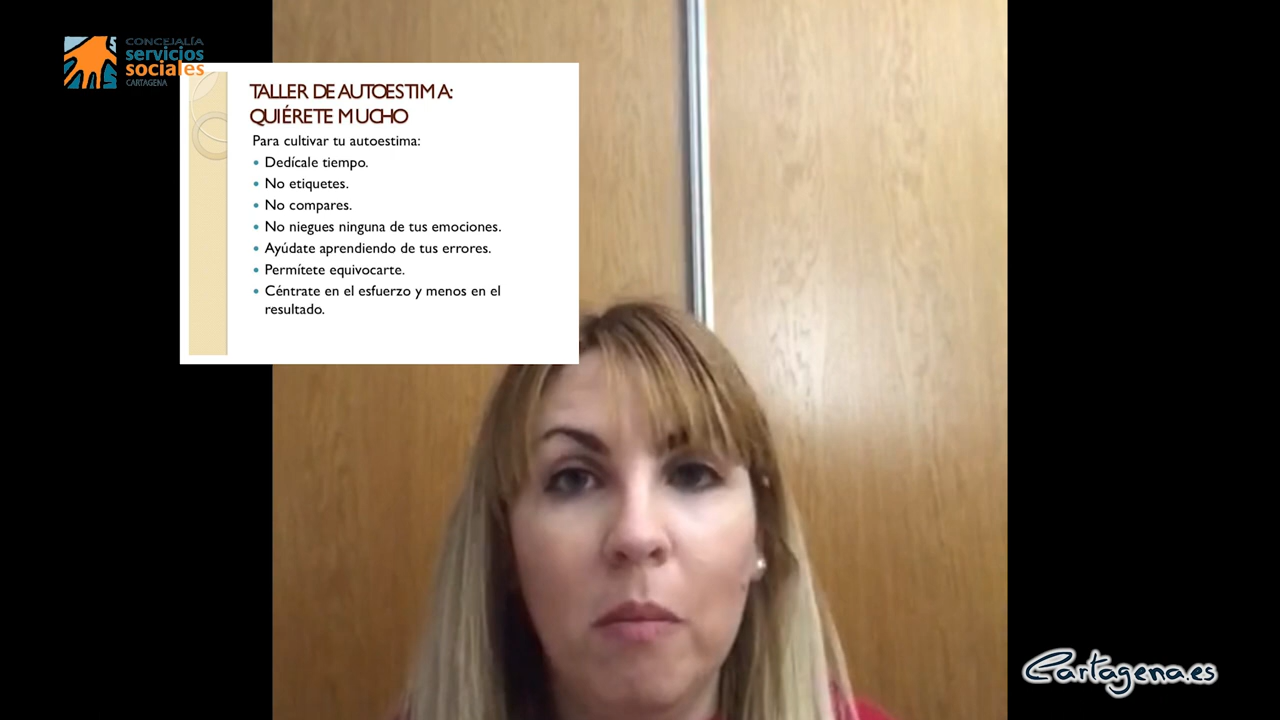 CONCEJALÍA
servicios
sociales
CARTAGENA
TALLER DE AUTOESTIMA:
QUIÉRETE MUCHO
Para cultivar tu autoestima:
• Dedícale tiempo.
• No etiquetes.
• No compares.
• No niegues ninguna de tus emociones.
• Ayúdate aprendiendo de tus errores.
• Permítete equivocarte.
• Céntrate en el esfuerzo y menos en el
resultado.
Cartagena.es